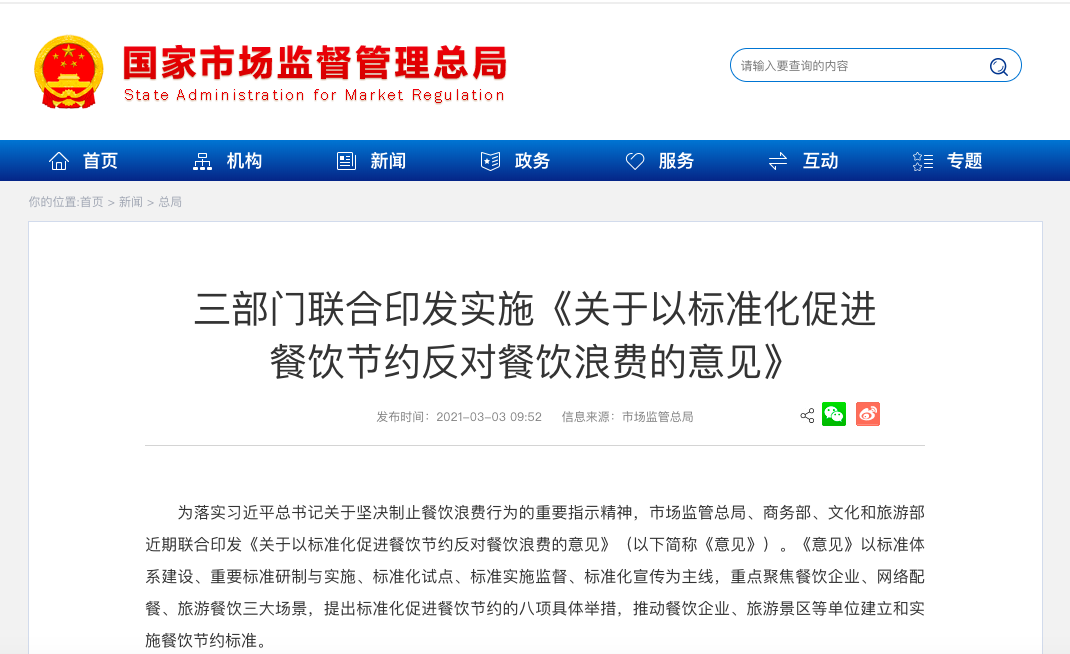 国家市场监督管理总局
State Administration for Market Regulation
请输入要查询的内容
首页 机构 新闻 政务 服务 互动 专题
你的位置:首页 > 新闻 > 总局
三部门联合印发实施《关于以标准化促进
餐饮节约反对餐饮浪费的意见》
发布时间：2021-03-03 09:52 信息来源：市场监管总局
为落实习近平总书记关于坚决制止餐饮浪费行为的重要指示精神，市场监管总局、商务部、文化和旅游部
近期联合印发《关于以标准化促进餐饮节约反对餐饮浪费的意见》（以下简称《意见》）。《意见》以标准体
系建设、重要标准研制与实施、标准化试点、标准实施监督、标准化宣传为主线，重点聚焦餐饮企业、网络配
餐、旅游餐饮三大场景，提出标准化促进餐饮节约的八项具体举措，推动餐饮企业、旅游景区等单位建立和实
施餐饮节约标准。